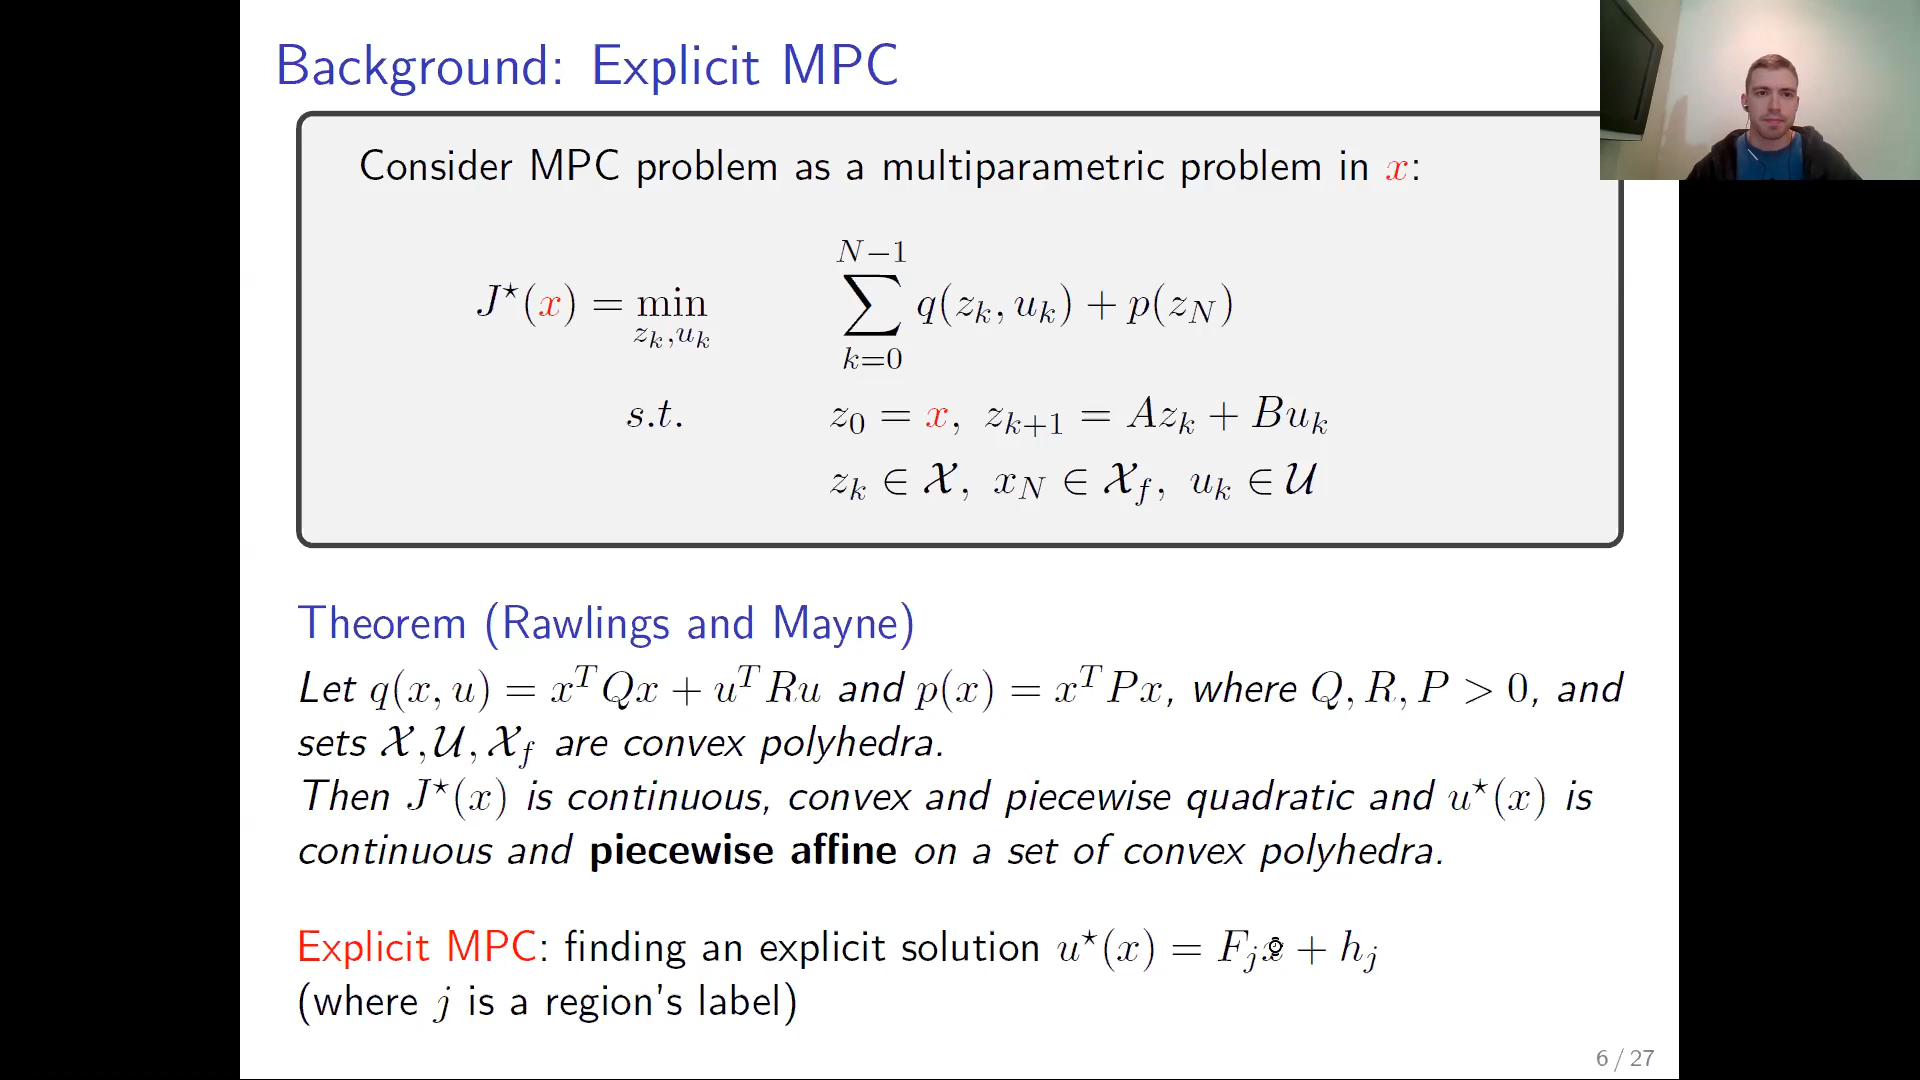 Background: Explicit MPC
Consider MPC problem as a multiparametric problem in x:
J⋆(x) = min_{z_k,u_k} ∑_{k=0}^{N−1} q(z_k, u_k) + p(z_N)
s.t. z_0 = x, z_{k+1} = Az_k + Bu_k
z_k ∈ 𝒳, x_N ∈ 𝒳_f, u_k ∈ 𝒰
Theorem (Rawlings and Mayne)
Let q(x, u) = x^T Qx + u^T Ru and p(x) = x^T Px, where Q, R, P > 0, and
sets 𝒳, 𝒰, 𝒳_f are convex polyhedra.
Then J⋆(x) is continuous, convex and piecewise quadratic and u⋆(x) is
continuous and piecewise affine on a set of convex polyhedra.
Explicit MPC: finding an explicit solution u⋆(x) = F_j x + h_j
(where j is a region's label)
6 / 27